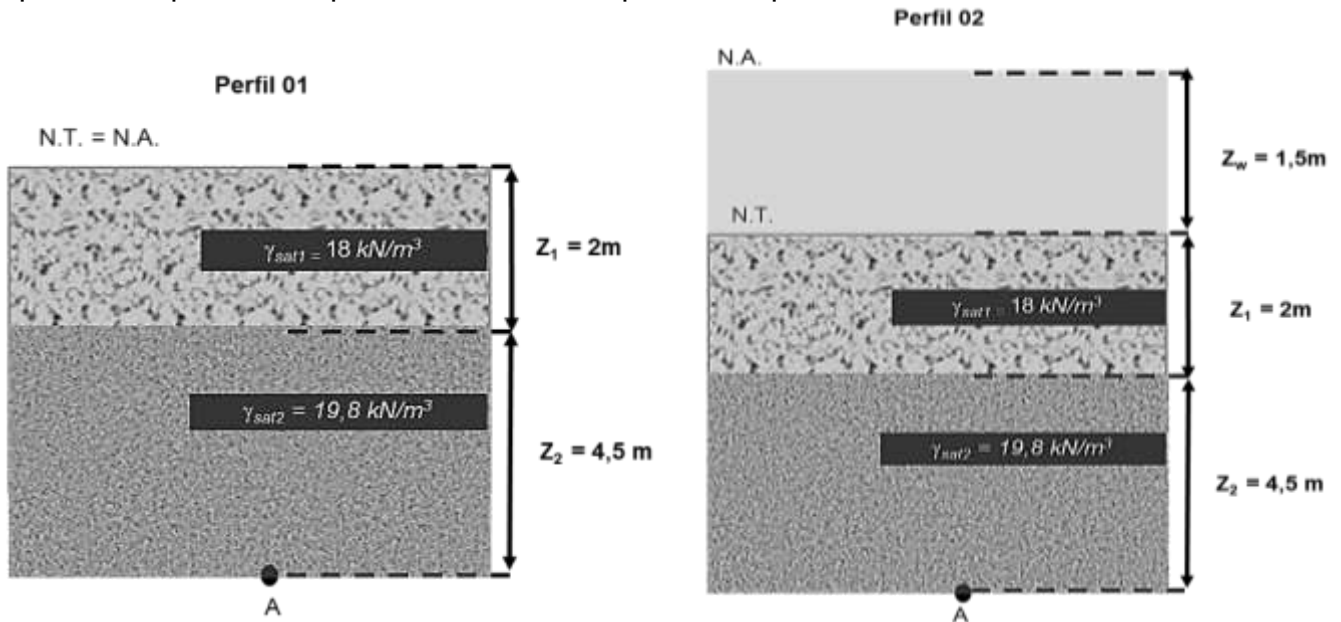 Perfil 01
N.T. = N.A.
γsat1 = 18 kN/m³
Z₁ = 2m
γsat2 = 19,8 kN/m³
Z₂ = 4,5 m
A
Perfil 02
N.A.
Zw = 1,5m
N.T.
γsat1 = 18 kN/m³
Z₁ = 2m
γsat2 = 19,8 kN/m³
Z₂ = 4,5 m
A